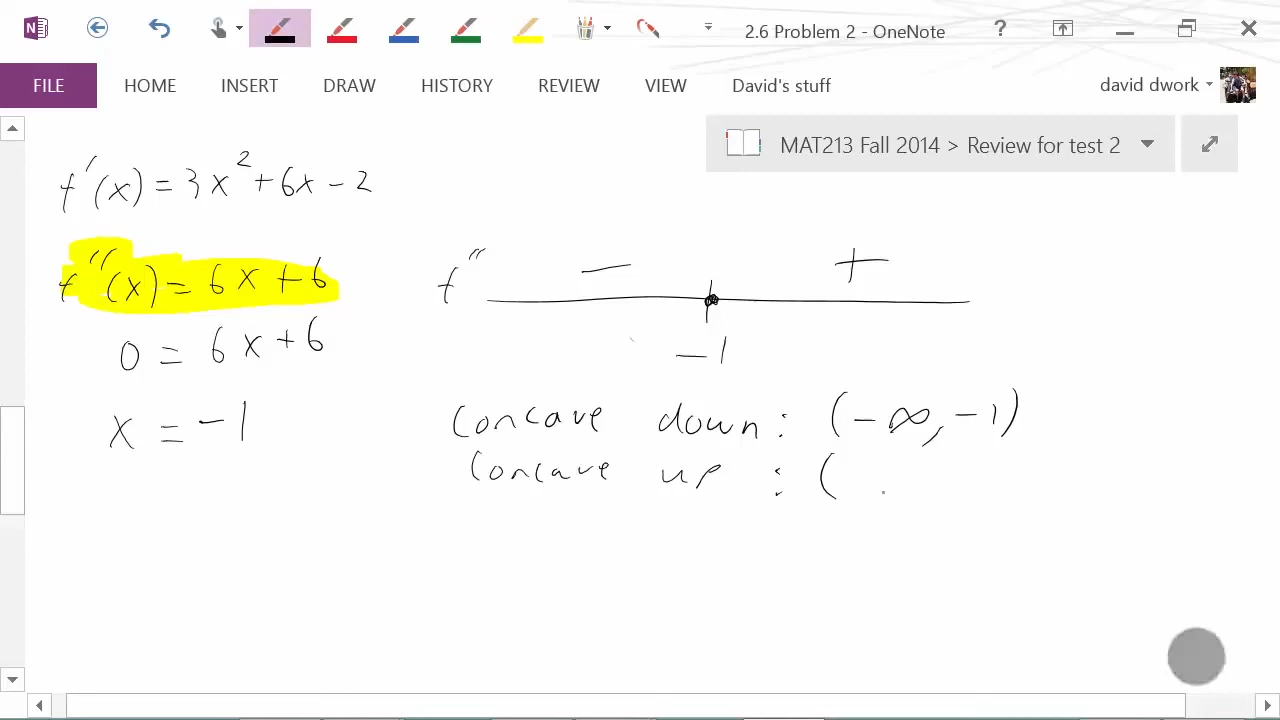 2.6 Problem 2 - OneNote
?
FILE HOME INSERT DRAW HISTORY REVIEW VIEW David's stuff
david dwork
MAT213 Fall 2014 > Review for test 2
f'(x) = 3x² + 6x - 2
f''(x) = 6x + 6
0 = 6x + 6
x = -1
f'' - +
-1
concave down : (-∞, -1)
concave up : (